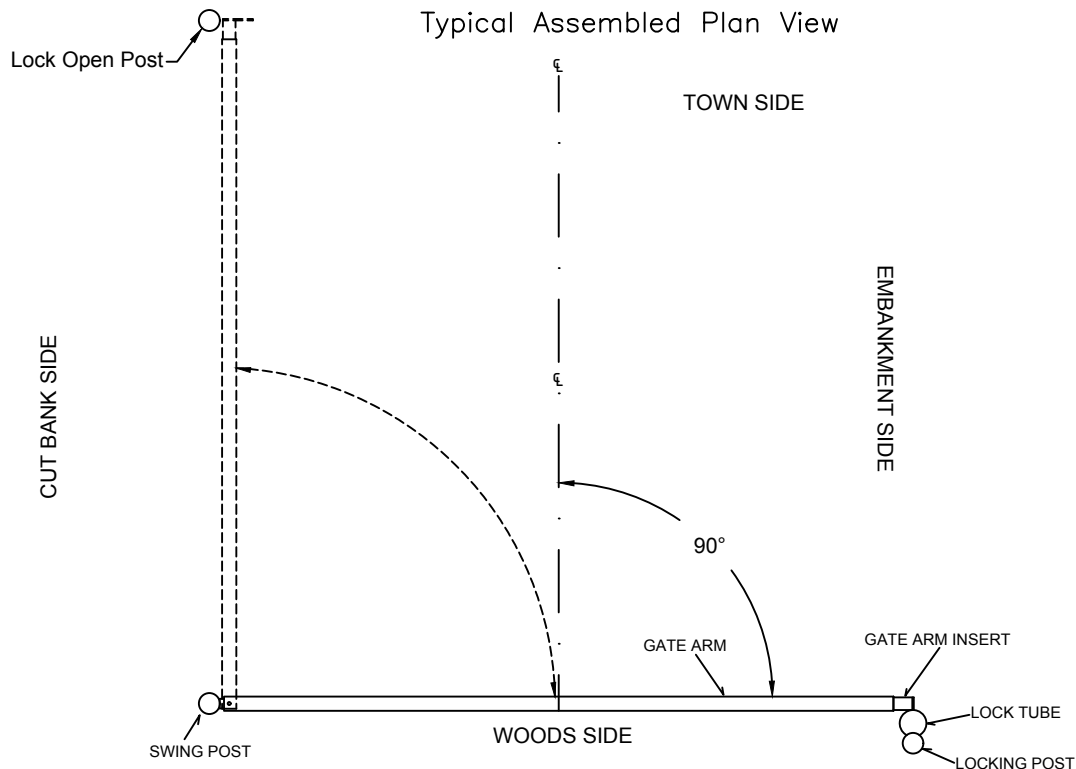 Typical Assembled Plan View
Lock Open Post
℄
TOWN SIDE
EMBANKMENT SIDE
CUT BANK SIDE
℄
90°
GATE ARM
GATE ARM INSERT
LOCK TUBE
WOODS SIDE
SWING POST
LOCKING POST